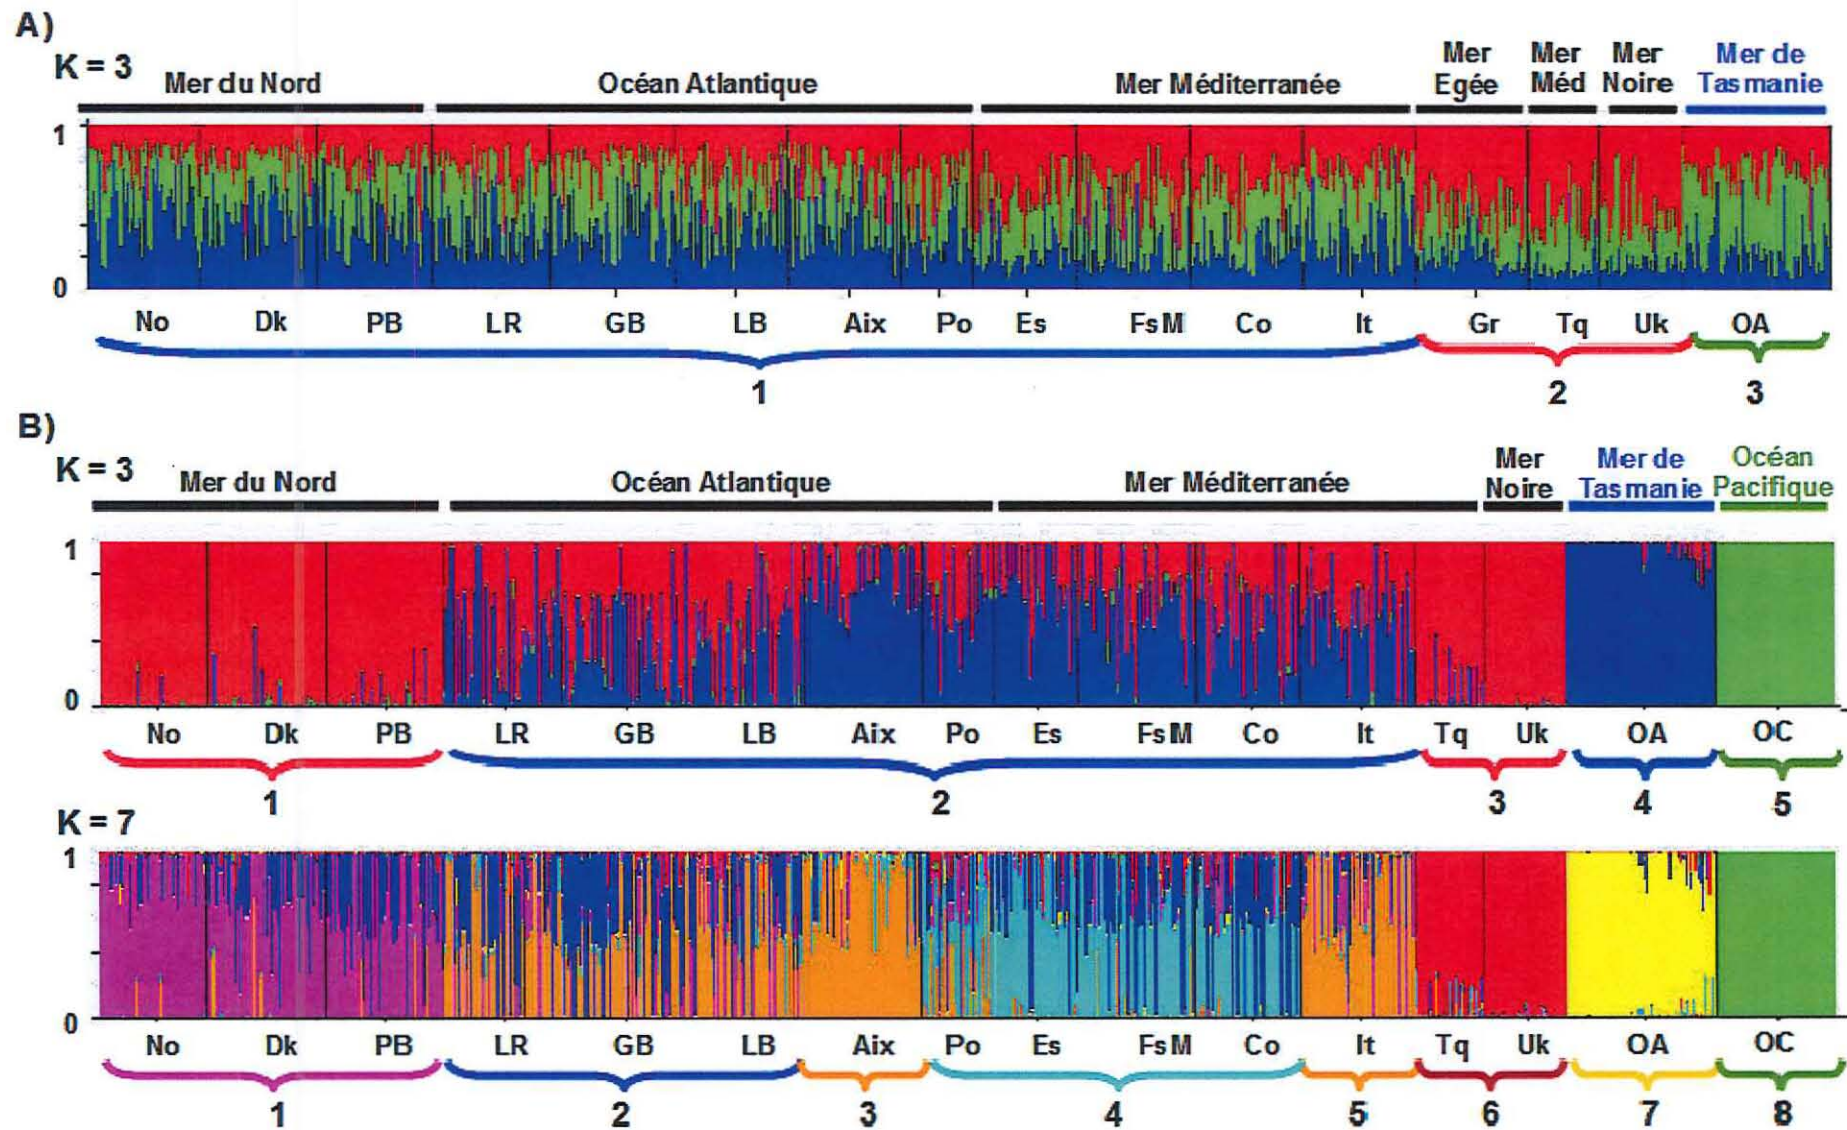 A)
K = 3
Mer du Nord
Océan Atlantique
Mer Méditerranée
Mer Egée
Mer Méd
Mer Noire
Mer de Tasmanie
1
0
No Dk PB LR GB LB Aix Po Es FsM Co It Gr Tq Uk OA
1 2 3
B)
K = 3
Mer du Nord
Océan Atlantique
Mer Méditerranée
Mer Noire
Mer de Tasmanie
Océan Pacifique
1
0
No Dk PB LR GB LB Aix Po Es FsM Co It Tq Uk OA OC
1 2 3 4 5
K = 7
1
0
No Dk PB LR GB LB Aix Po Es FsM Co It Tq Uk OA OC
1 2 3 4 5 6 7 8